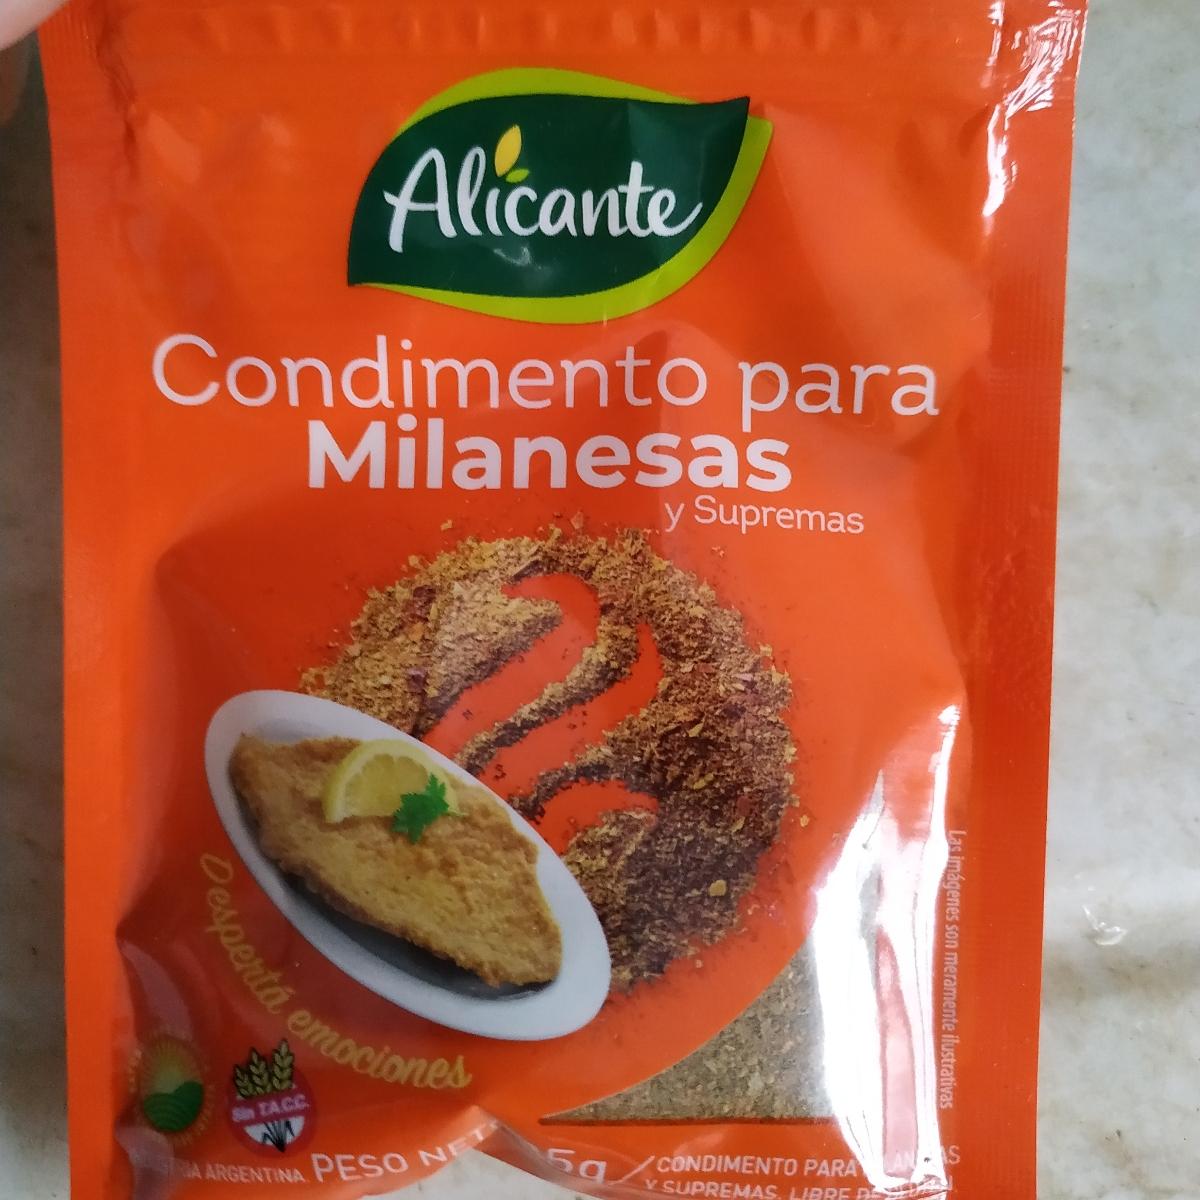 Alicante
Condimento para
Milanesas
y Supremas
Despertá emociones
Las imágenes son meramente ilustrativas
Sin T.A.C.C.
ARGENTINA. PESO
CONDIMENTO PARA
Y SUPREMAS. LIBRE DE